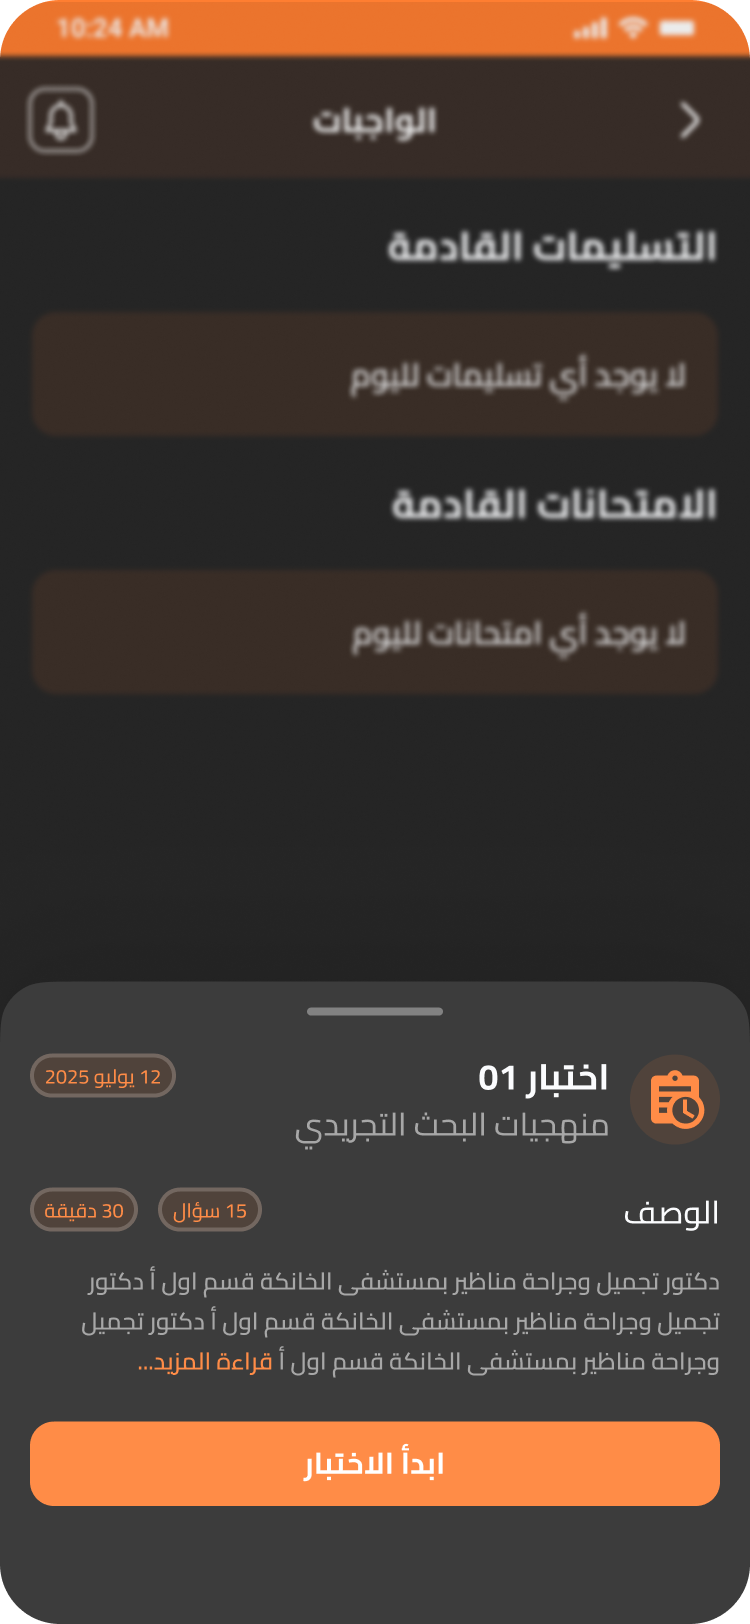 10:24 AM
الواجبات
التسليمات القادمة
لا يوجد أي تسليمات لليوم
الامتحانات القادمة
لا يوجد أي امتحانات لليوم
اختبار 01
12 يوليو 2025
منهجيات البحث التجريدي
الوصف
15 سؤال
30 دقيقة
دكتور تجميل وجراحة مناظير بمستشفى الخانكة قسم اول أ دكتور
تجميل وجراحة مناظير بمستشفى الخانكة قسم اول أ دكتور تجميل
وجراحة مناظير بمستشفى الخانكة قسم اول أ قراءة المزيد...
ابدأ الاختبار